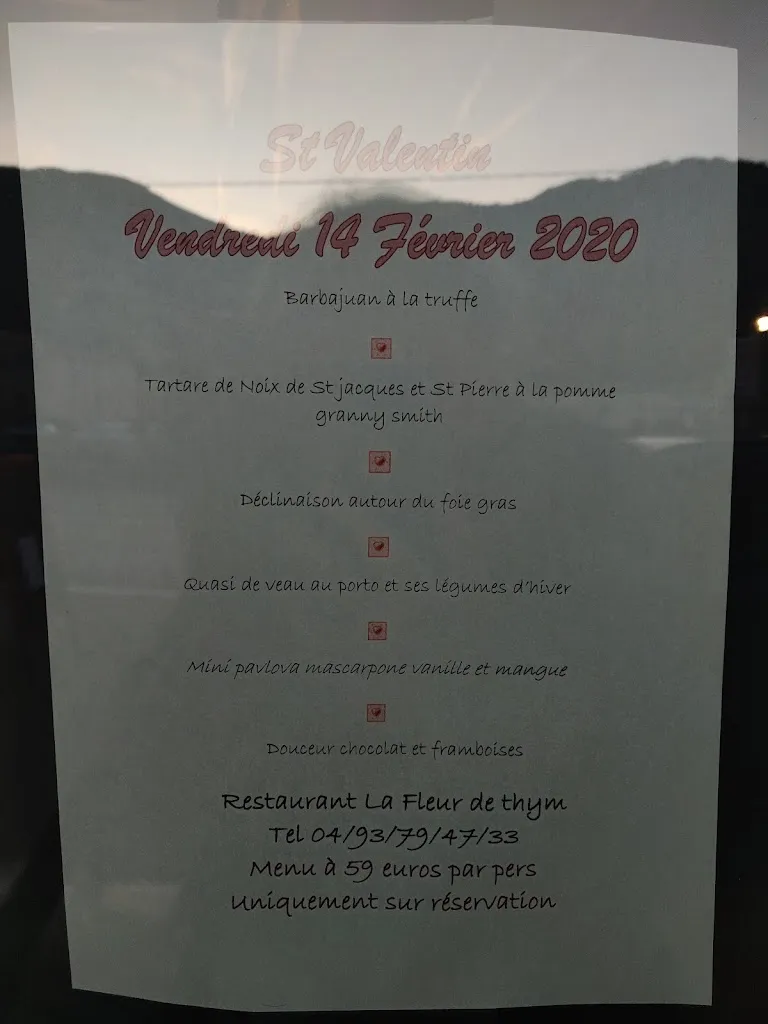 St Valentin
Vendredi 14 Février 2020
Barbajuan à la truffe
Tartare de Noix de St jacques et St Pierre à la pomme
granny smith
Déclinaison autour du foie gras
Quasi de veau au porto et ses légumes d'hiver
Mini pavlova mascarpone vanille et mangue
Douceur chocolat et framboises
Restaurant La Fleur de thym
Tel 04/93/79/47/33
Menu à 59 euros par pers
Uniquement sur réservation